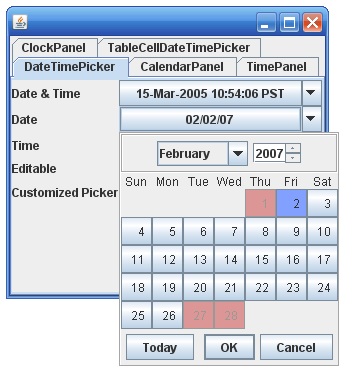 ClockPanel TableCellDateTimePicker
DateTimePicker CalendarPanel TimePanel
Date & Time 15-Mar-2005 10:54:06 PST
Date 02/02/07
Time February 2007
Editable Sun Mon Tue Wed Thu Fri Sat
Customized Picker 1 2 3
4 5 6 7 8 9 10
11 12 13 14 15 16 17
18 19 20 21 22 23 24
25 26 27 28
Today OK Cancel